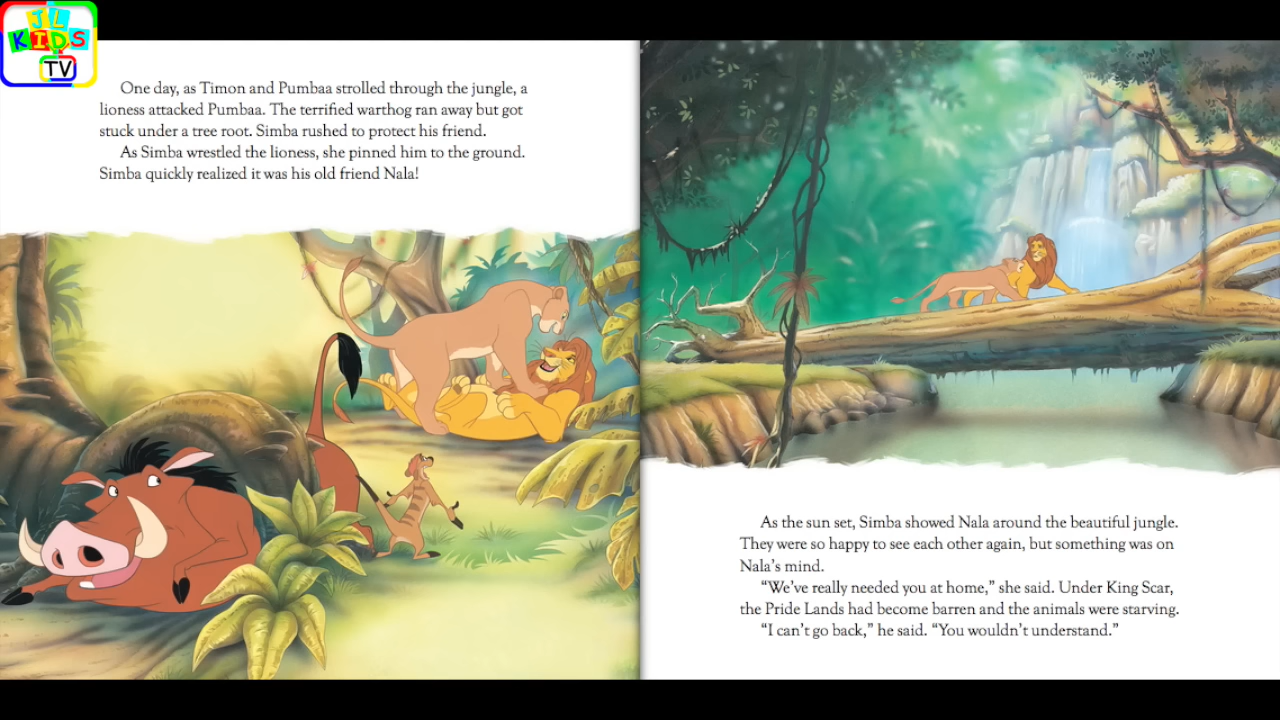 JL
KIDS
TV
One day, as Timon and Pumbaa strolled through the jungle, a
lioness attacked Pumbaa. The terrified warthog ran away but got
stuck under a tree root. Simba rushed to protect his friend.
As Simba wrestled the lioness, she pinned him to the ground.
Simba quickly realized it was his old friend Nala!
As the sun set, Simba showed Nala around the beautiful jungle.
They were so happy to see each other again, but something was on
Nala’s mind.
“We’ve really needed you at home,” she said. Under King Scar,
the Pride Lands had become barren and the animals were starving.
“I can’t go back,” he said. “You wouldn’t understand.”